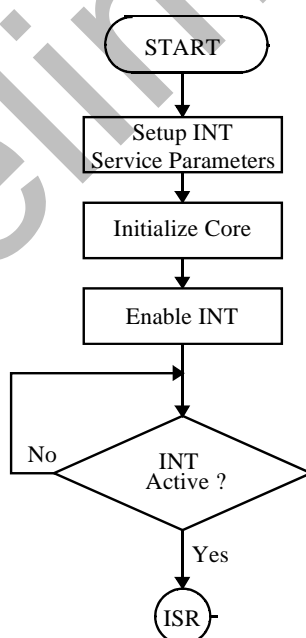 START
Setup INT
Service Parameters
Initialize Core
Enable INT
No
INT
Active ?
Yes
ISR